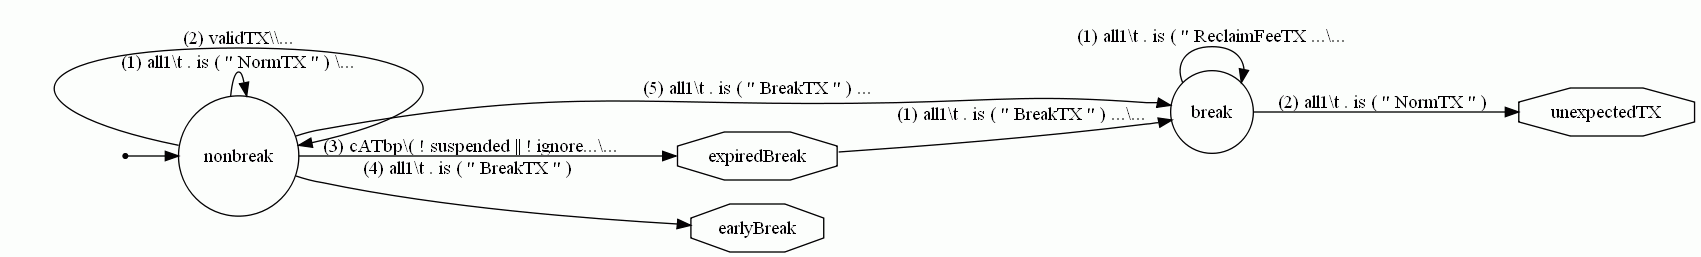 (2) validTX\\...
(1) all1\t . is ( " NormTX " ) \...
nonbreak
(5) all1\t . is ( " BreakTX " ) ...
(3) cATbp\( ! suspended || ! ignore...\...
(4) all1\t . is ( " BreakTX " )
expiredBreak
earlyBreak
(1) all1\t . is ( " BreakTX " ) ...\...
(1) all1\t . is ( " ReclaimFeeTX ...\...
break
(2) all1\t . is ( " NormTX " )
unexpectedTX